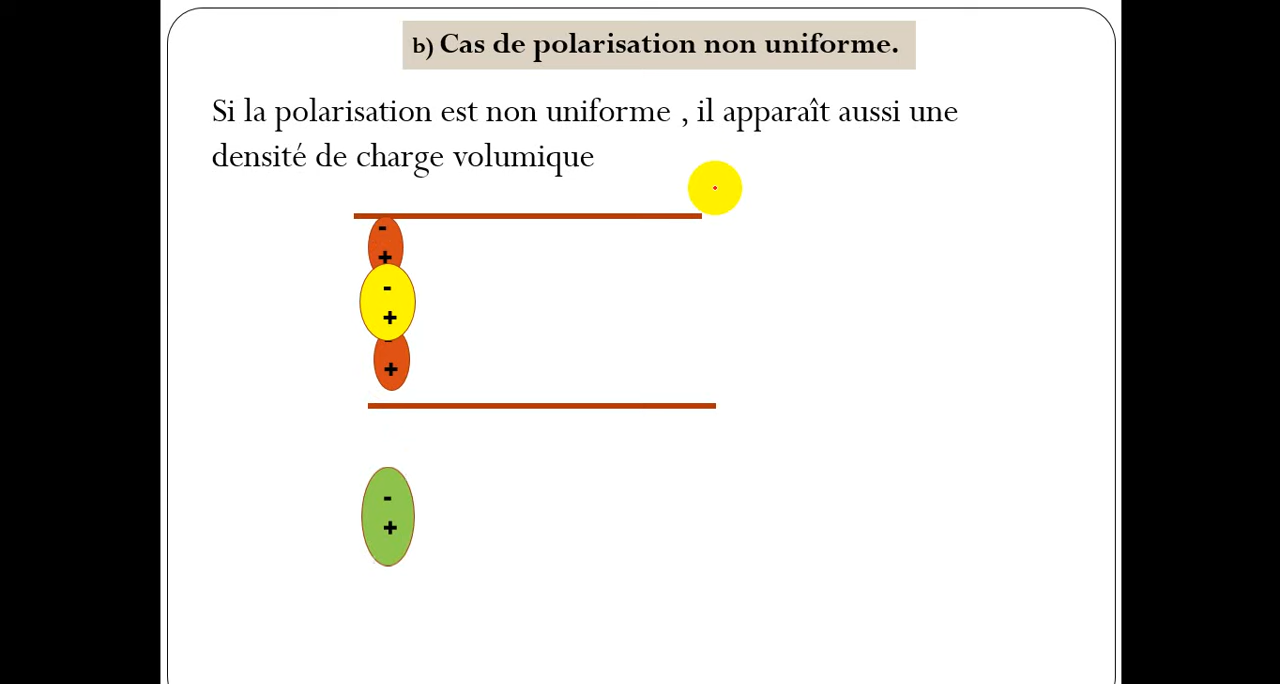 b) Cas de polarisation non uniforme.
Si la polarisation est non uniforme , il apparaît aussi une
densité de charge volumique
-
+
-
+
-
+
-
+